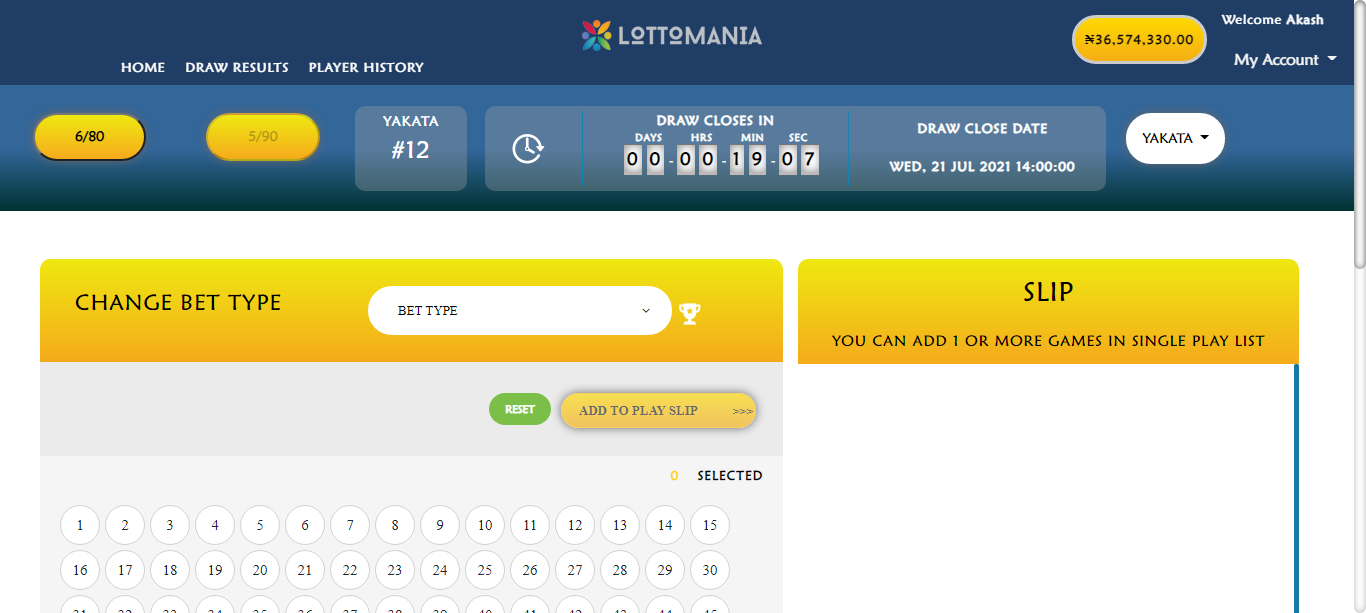 LOTTOMANIA
₦36,574,330.00
Welcome Akash
My Account
HOME DRAW RESULTS PLAYER HISTORY
6/80
5/90
YAKATA
#12
DRAW CLOSES IN
DAYS HRS MIN SEC
00-00-19-07
DRAW CLOSE DATE
WED, 21 JUL 2021 14:00:00
YAKATA
CHANGE BET TYPE
BET TYPE
RESET
ADD TO PLAY SLIP >>>
0 SELECTED
1 2 3 4 5 6 7 8 9 10 11 12 13 14 15
16 17 18 19 20 21 22 23 24 25 26 27 28 29 30
SLIP
YOU CAN ADD 1 OR MORE GAMES IN SINGLE PLAY LIST